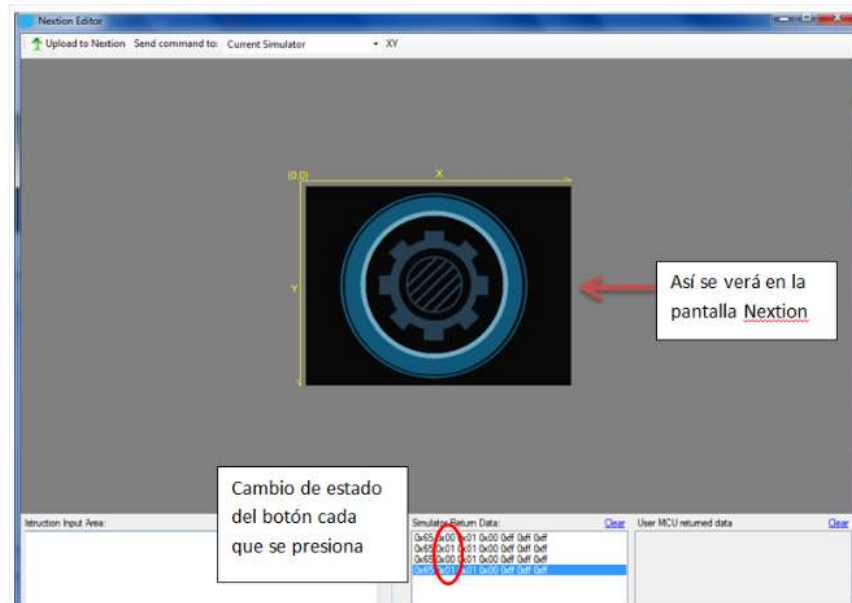 Nextion Editor
Upload to Nextion Send command to: Current Simulator XY
(0,0)
X
Y
Así se verá en la
pantalla Nextion
Cambio de estado
del botón cada
que se presiona
Istruction Input Area:
Simulator Return Data: Clear
User MCU returned data Clear
0x65 0x00 0x01 0x00 0xff 0xff 0xff
0x65 0x01 0x01 0x00 0xff 0xff 0xff
0x65 0x00 0x01 0x00 0xff 0xff 0xff
0x65 0x01 0x01 0x00 0xff 0xff 0xff